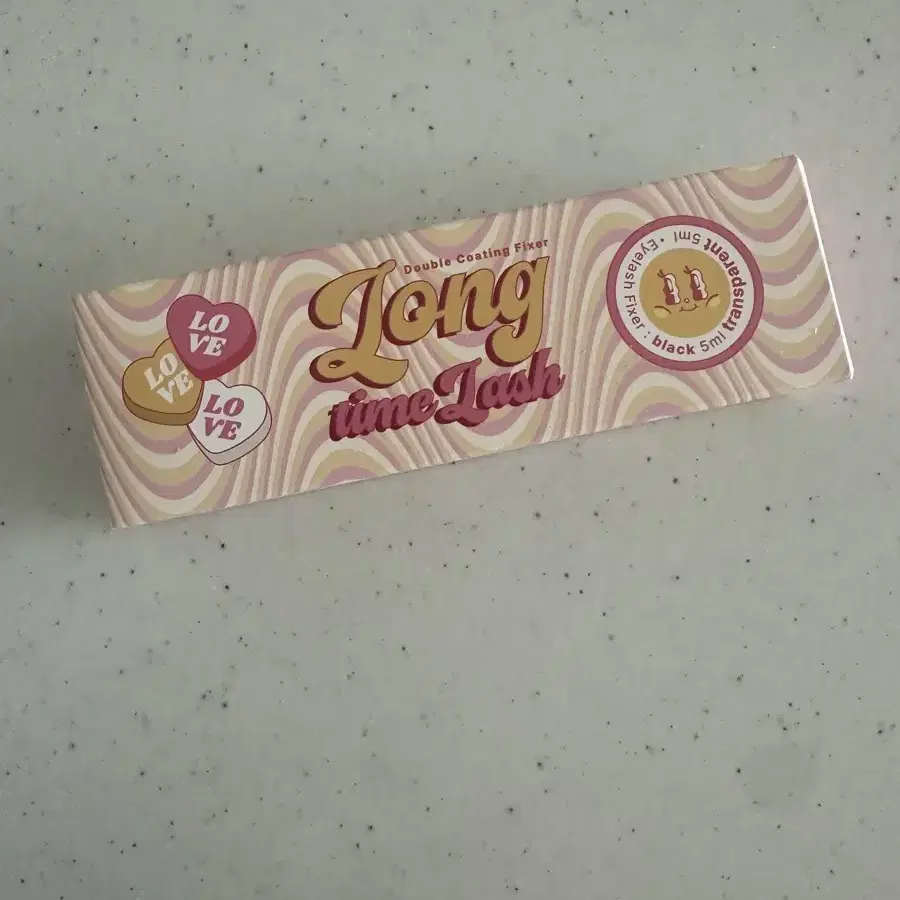 LO
VE
LO
VE
LO
VE
Double Coating Fixer
Long
time Lash
Eyelash Fixer : black 5ml transparent 5ml •